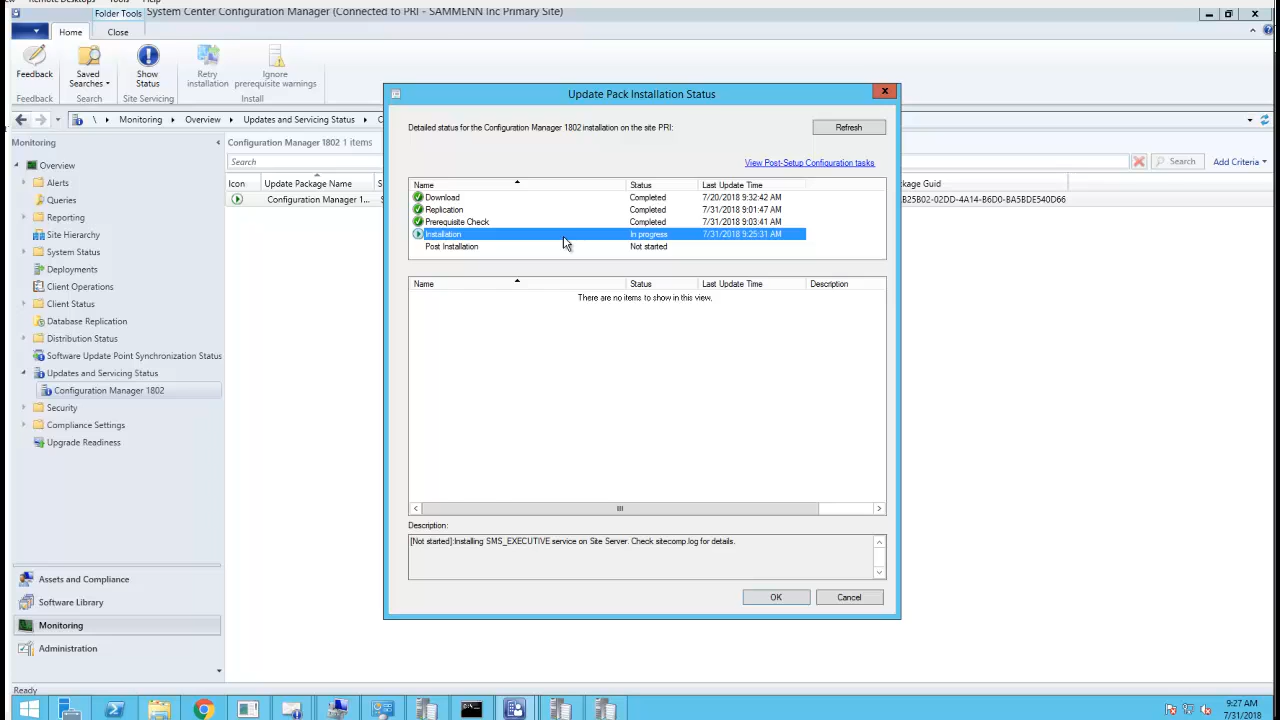 Remote Desktops Tools Help
Folder Tools System Center Configuration Manager (Connected to PRI - SAMMENN Inc Primary Site)
Home Close
Feedback
Saved Searches
Show Status
Retry installation
Ignore prerequisite warnings
Feedback Search Site Servicing Install
\ Monitoring Overview Updates and Servicing Status
Monitoring
Overview
Alerts
Queries
Reporting
Site Hierarchy
System Status
Deployments
Client Operations
Client Status
Database Replication
Distribution Status
Software Update Point Synchronization Status
Updates and Servicing Status
Configuration Manager 1802
Security
Compliance Settings
Upgrade Readiness
Assets and Compliance
Software Library
Monitoring
Administration
Ready
Configuration Manager 1802 1 items
Search Search Add Criteria
Icon Update Package Name S kage Guid
Configuration Manager 1... B25B02-02DD-4A14-B6D0-BA5BDE540D66
Update Pack Installation Status
Detailed status for the Configuration Manager 1802 installation on the site PRI: Refresh
View Post-Setup Configuration tasks
Name Status Last Update Time
Download Completed 7/20/2018 9:32:42 AM
Replication Completed 7/31/2018 9:01:47 AM
Prerequisite Check Completed 7/31/2018 9:03:41 AM
Installation In progress 7/31/2018 9:25:31 AM
Post Installation Not started
Name Status Last Update Time Description
There are no items to show in this view.
Description:
[Not started]:Installing SMS_EXECUTIVE service on Site Server. Check sitecomp.log for details.
OK Cancel
9:27 AM
7/31/2018